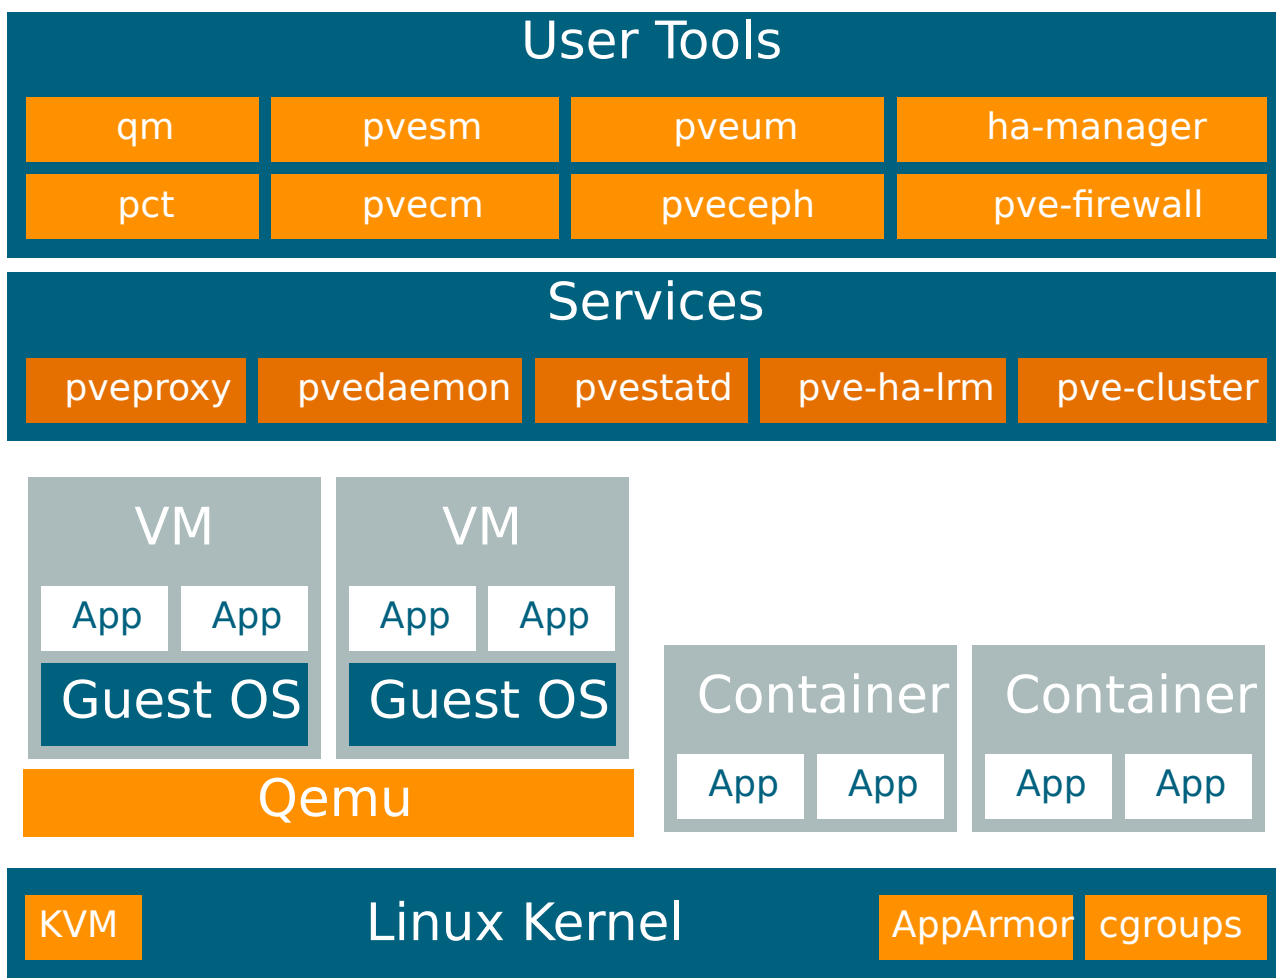 User Tools
qm pvesm pveum ha-manager
pct pvecm pveceph pve-firewall
Services
pveproxy pvedaemon pvestatd pve-ha-lrm pve-cluster
VM VM
App App App App
Guest OS Guest OS
Container Container
Qemu
App App App App
KVM Linux Kernel AppArmor cgroups